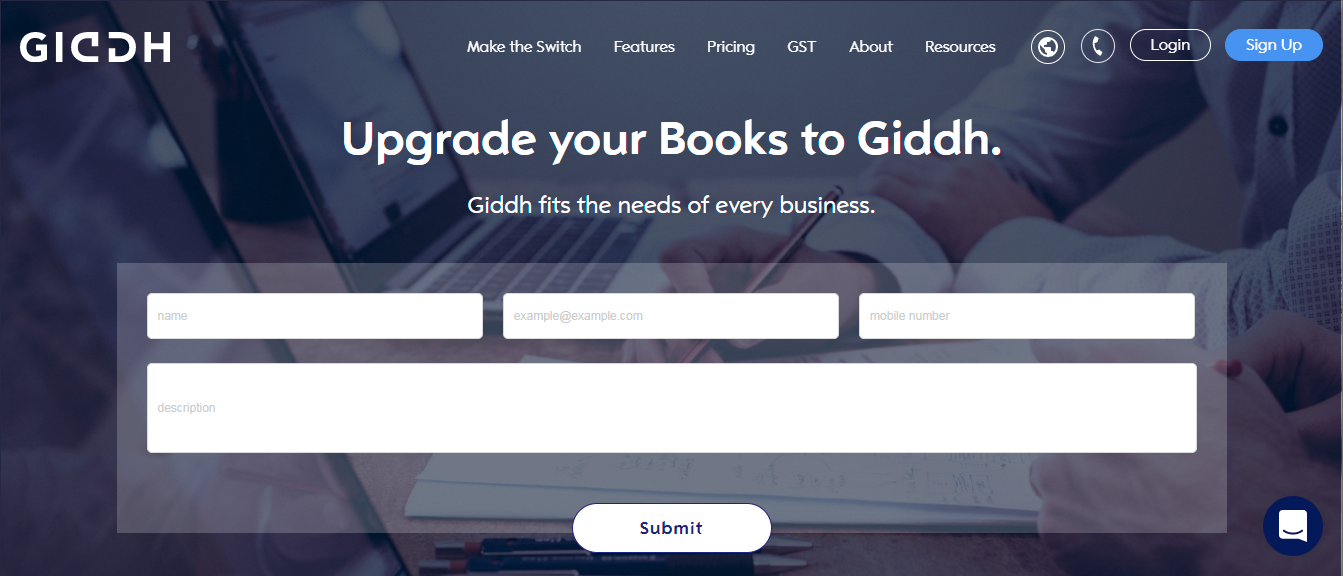 GIDDH
Make the Switch Features Pricing GST About Resources Login Sign Up
Upgrade your Books to Giddh.
Giddh fits the needs of every business.
name example@example.com mobile number
description
Submit